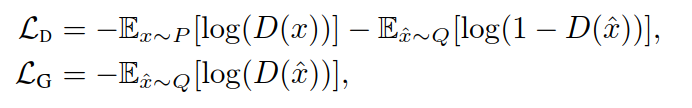 ℒ_D = −𝔼_{x∼P}[log(D(x))] − 𝔼_{x̂∼Q}[log(1 − D(x̂))],
ℒ_G = −𝔼_{x̂∼Q}[log(D(x̂))],